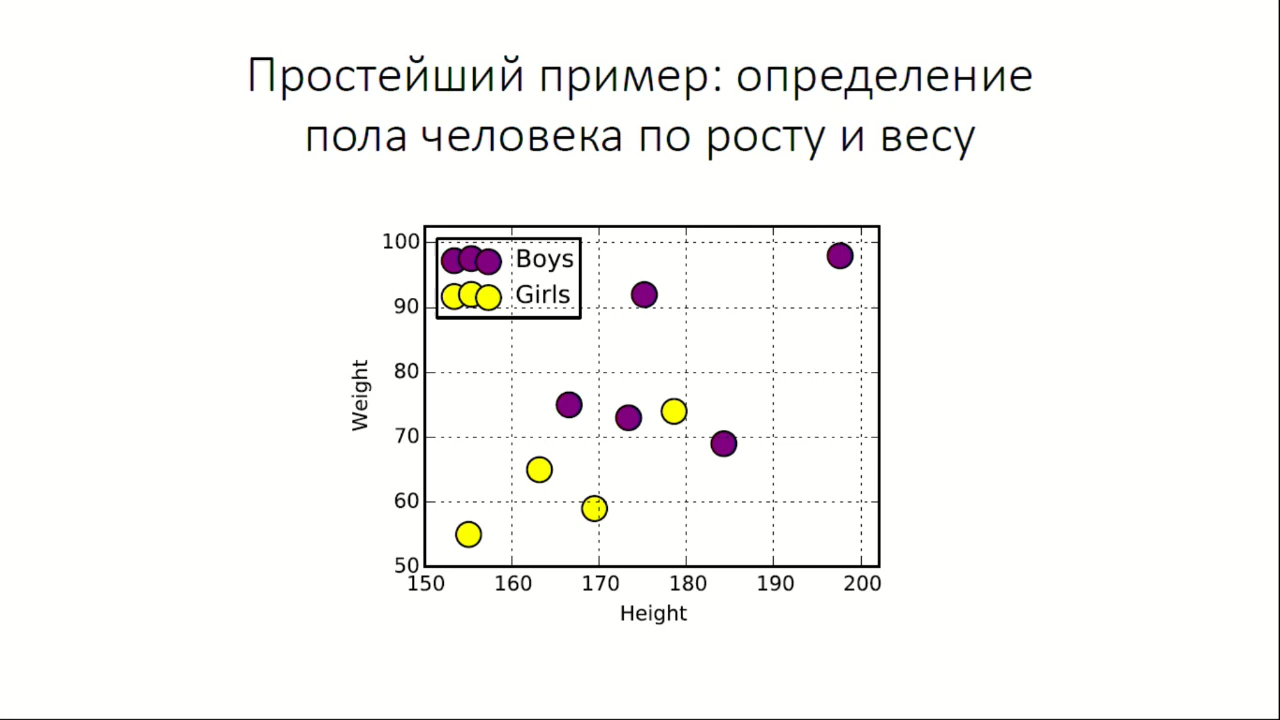 Простейший пример: определение
пола человека по росту и весу
Boys
Girls
100
90
80
70
60
50
Weight
150 160 170 180 190 200
Height